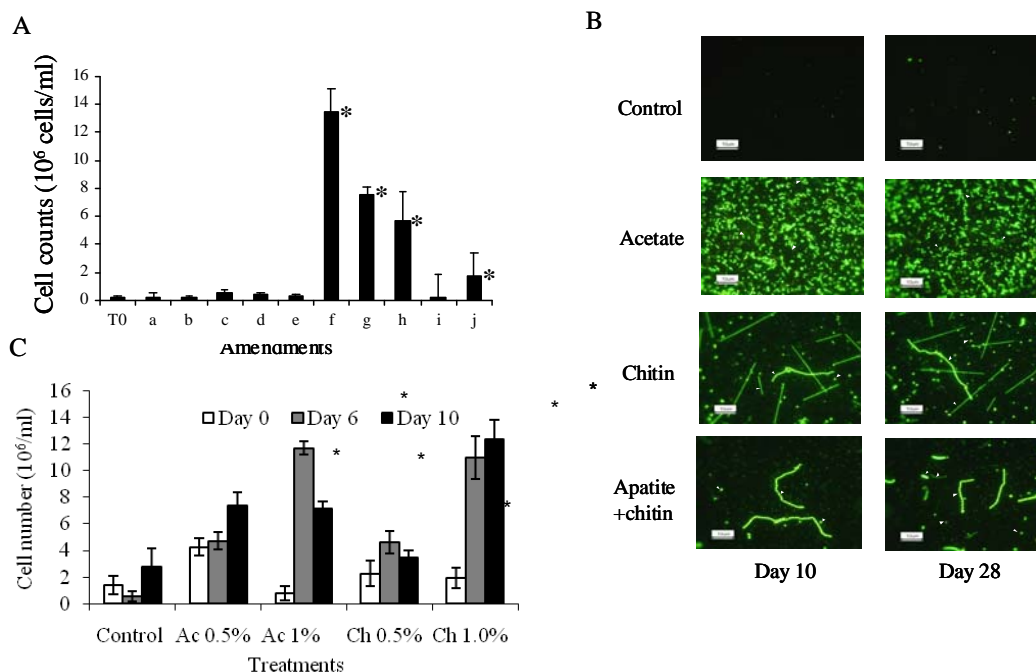 A
Cell counts (10⁶ cells/ml)
16
14
12
10
8
6
4
2
0
* * * *
T0 a b c d e f g h i j
Amendaments
B
Control
Acetate
Chitin
Apatite
+chitin
Day 10 Day 28
C
Cell number (10⁶/ml)
16
14
12
10
8
6
4
2
0
Day 0 Day 6 Day 10
* * * * * * *
Control Ac 0.5% Ac 1% Ch 0.5% Ch 1.0%
Treatments